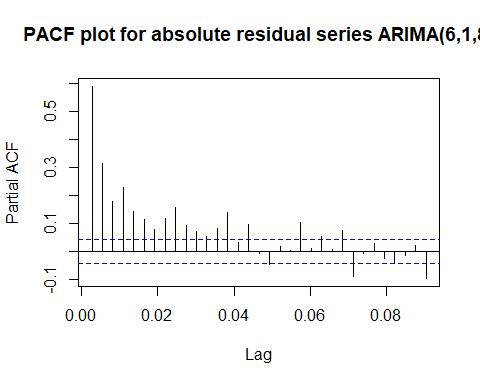 PACF plot for absolute residual series ARIMA(6,1,8
Partial ACF
0.5
0.3
0.1
-0.1
0.00 0.02 0.04 0.06 0.08
Lag